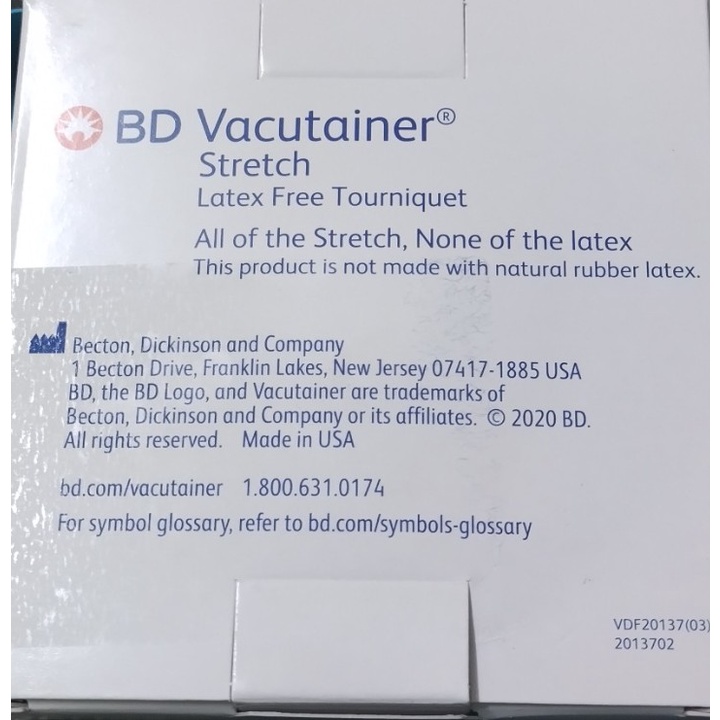 BD Vacutainer®
Stretch
Latex Free Tourniquet
All of the Stretch, None of the latex
This product is not made with natural rubber latex.
Becton, Dickinson and Company
1 Becton Drive, Franklin Lakes, New Jersey 07417-1885 USA
BD, the BD Logo, and Vacutainer are trademarks of
Becton, Dickinson and Company or its affiliates. © 2020 BD.
All rights reserved. Made in USA
bd.com/vacutainer 1.800.631.0174
For symbol glossary, refer to bd.com/symbols-glossary
VDF20137(03)
2013702